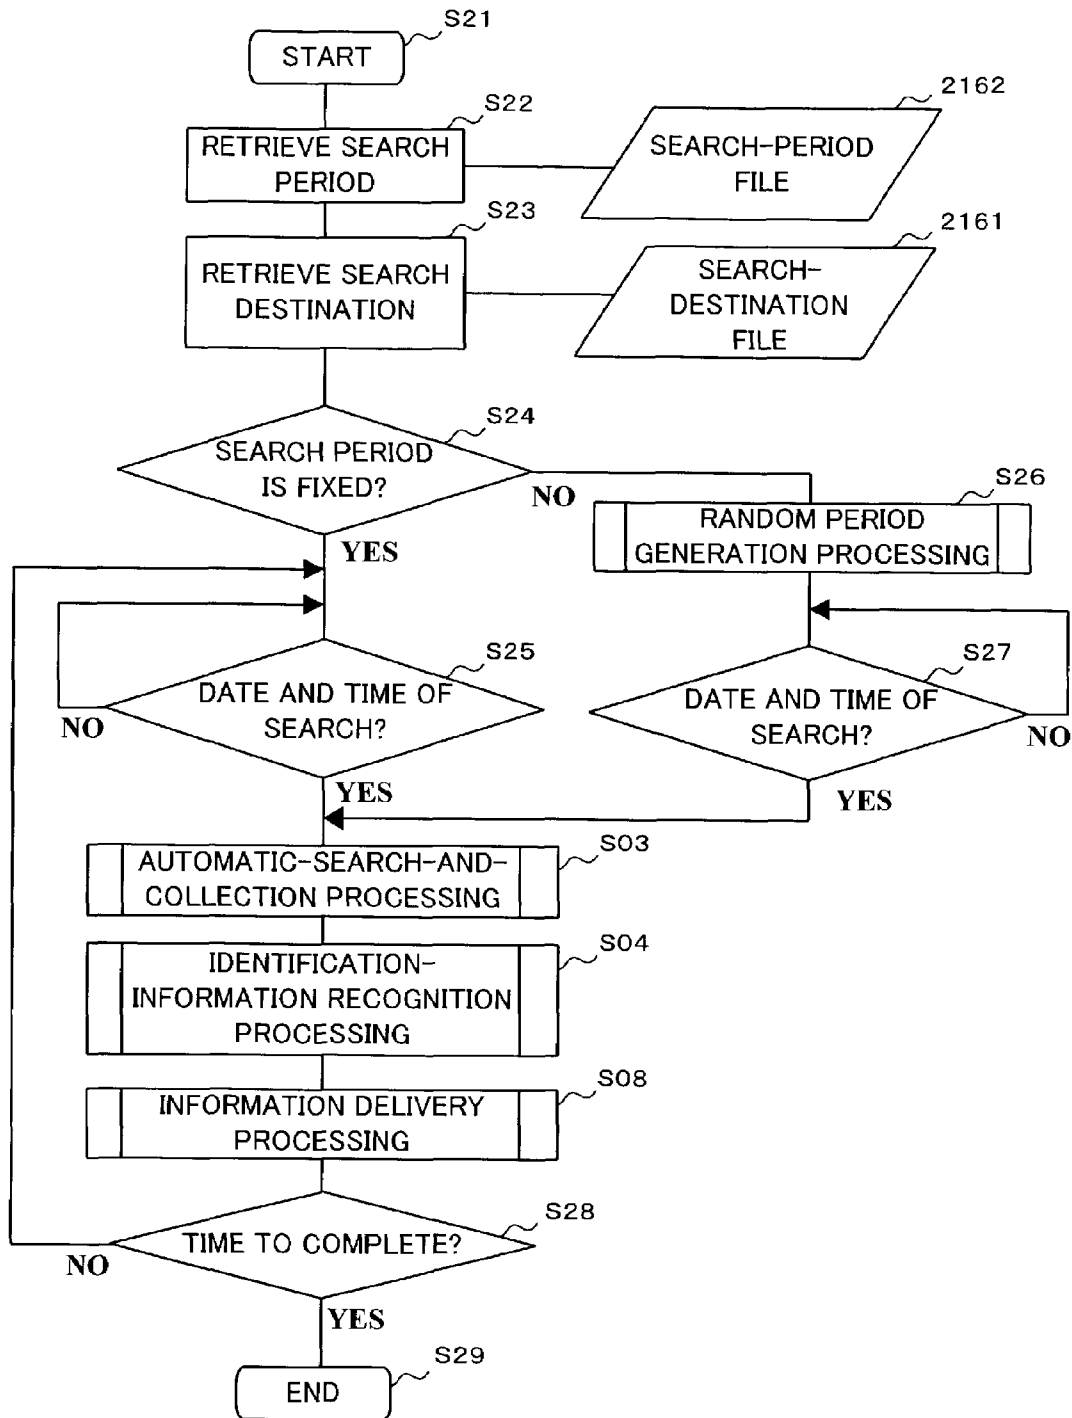 S21
START
S22
RETRIEVE SEARCH
PERIOD
2162
SEARCH-PERIOD
FILE
S23
RETRIEVE SEARCH
DESTINATION
2161
SEARCH-
DESTINATION
FILE
S24
SEARCH PERIOD
IS FIXED?
NO
YES
S26
RANDOM PERIOD
GENERATION PROCESSING
S25
DATE AND TIME OF
SEARCH?
NO
YES
S27
DATE AND TIME OF
SEARCH?
NO
YES
S03
AUTOMATIC-SEARCH-AND-
COLLECTION PROCESSING
S04
IDENTIFICATION-
INFORMATION RECOGNITION
PROCESSING
S08
INFORMATION DELIVERY
PROCESSING
S28
TIME TO COMPLETE?
NO
YES
S29
END